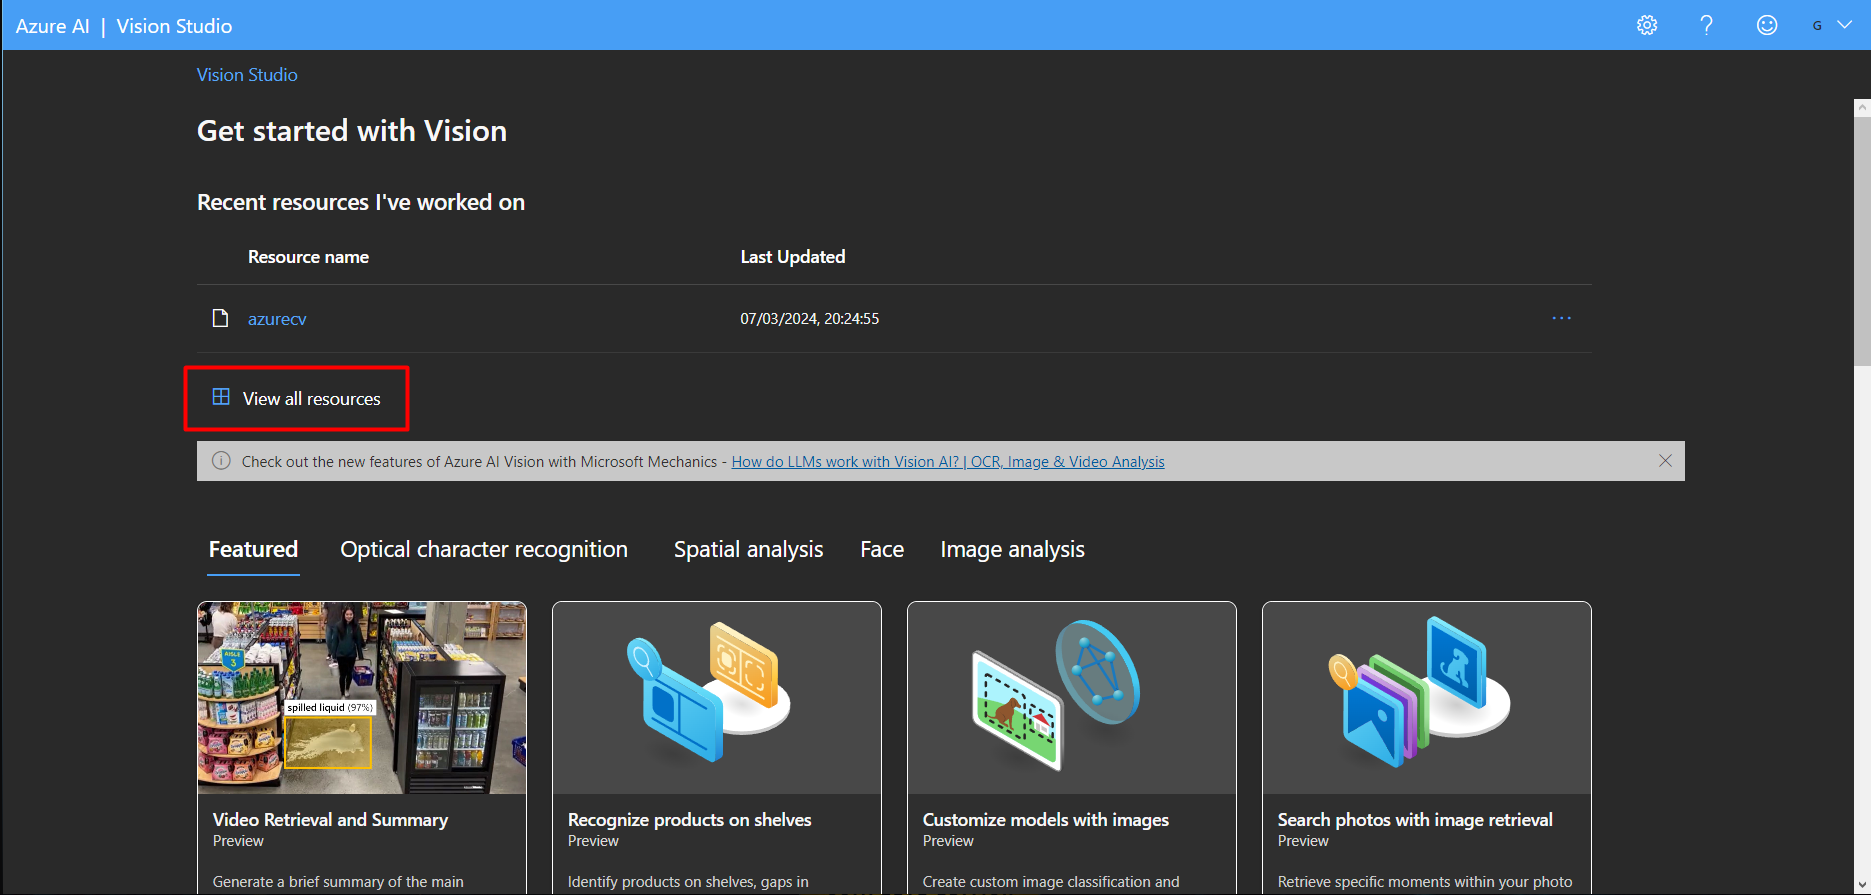 Azure AI | Vision Studio
G
Vision Studio
Get started with Vision
Recent resources I've worked on
Resource name Last Updated
azurecv 07/03/2024, 20:24:55 ...
View all resources
Check out the new features of Azure AI Vision with Microsoft Mechanics - How do LLMs work with Vision AI? | OCR, Image & Video Analysis
Featured Optical character recognition Spatial analysis Face Image analysis
AISLE
3
spilled liquid (97%)
Video Retrieval and Summary
Preview
Generate a brief summary of the main
Recognize products on shelves
Preview
Identify products on shelves, gaps in
Customize models with images
Preview
Create custom image classification and
Search photos with image retrieval
Preview
Retrieve specific moments within your photo